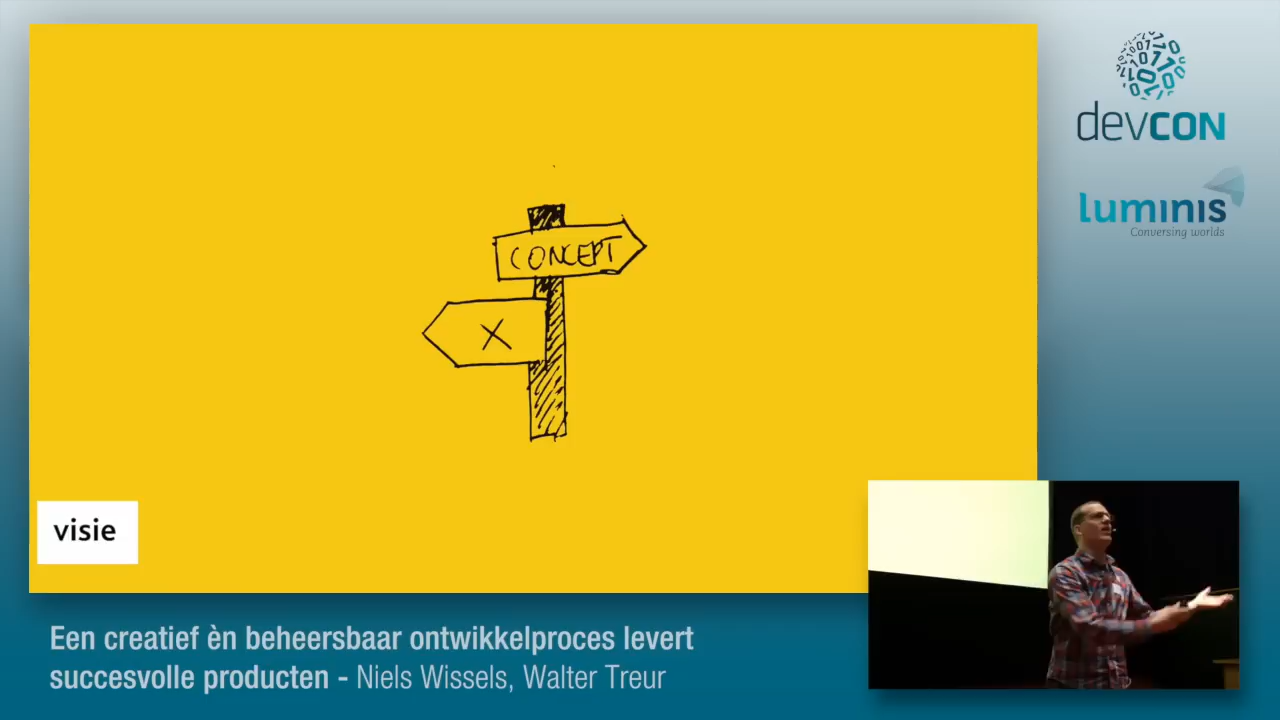 CONCEPT
X
visie
devcon
luminis
Conversing worlds
Een creatief èn beheersbaar ontwikkelproces levert
succesvolle producten - Niels Wissels, Walter Treur